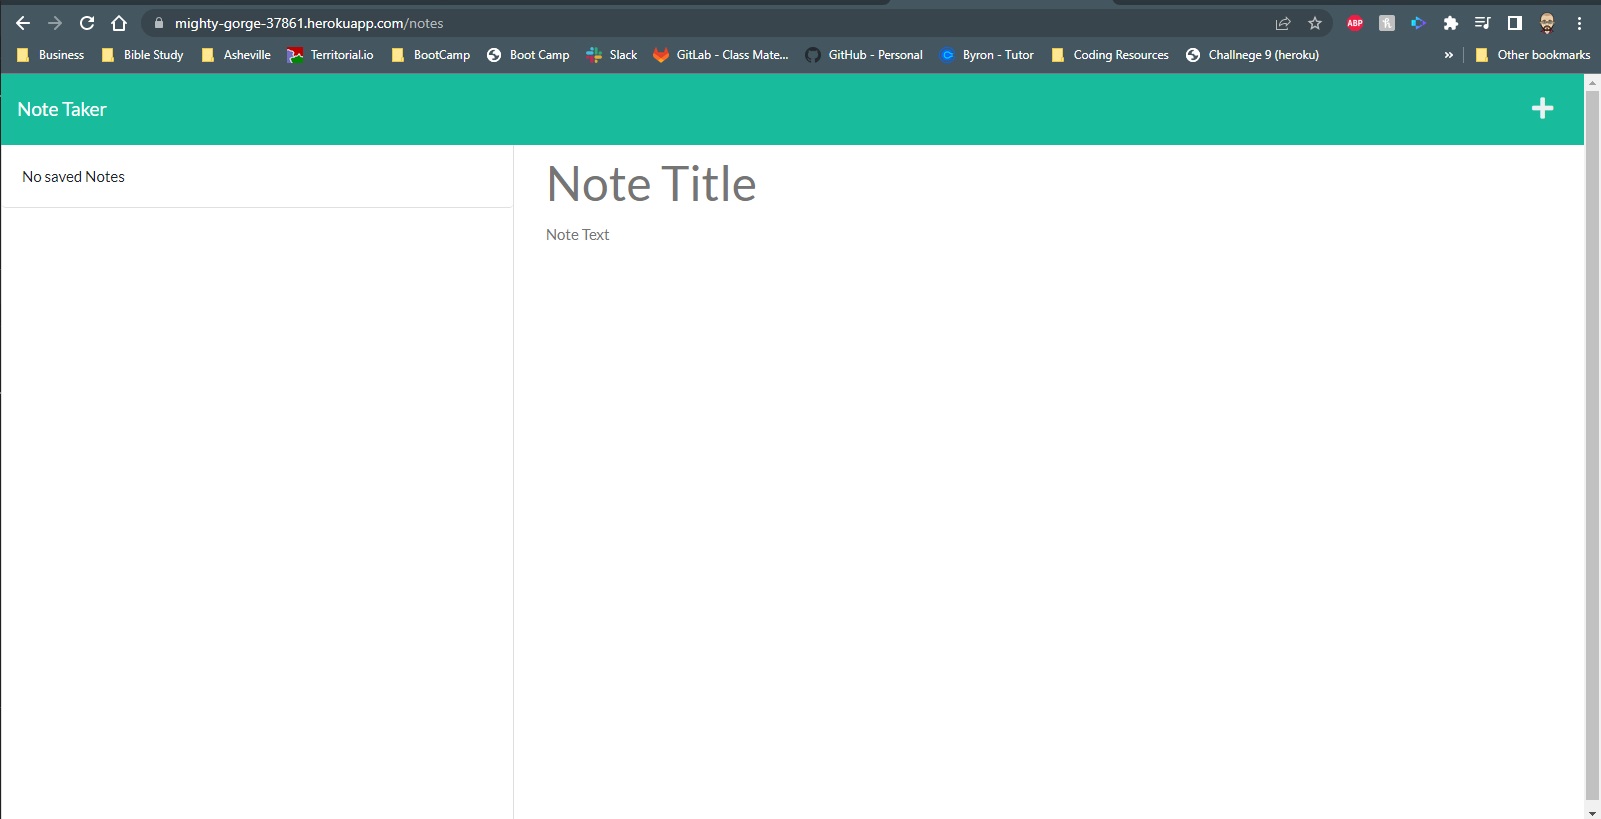 mighty-gorge-37861.herokuapp.com/notes
ABP
Business Bible Study Asheville Territorial.io BootCamp Boot Camp Slack GitLab - Class Mate... GitHub - Personal Byron - Tutor Coding Resources Challnege 9 (heroku) » Other bookmarks
Note Taker
No saved Notes
Note Title
Note Text